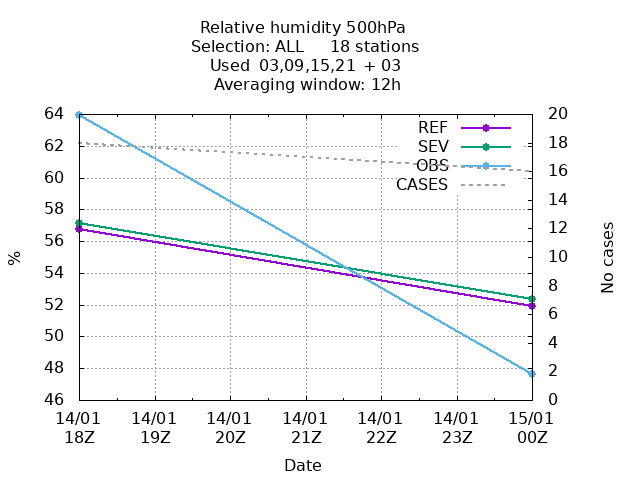 Relative humidity 500hPa
Selection: ALL 18 stations
Used 03,09,15,21 + 03
Averaging window: 12h
REF
SEV
OBS
CASES
64
62
60
58
56
54
52
50
48
46
20
18
16
14
12
10
8
6
4
2
0
%
No cases
14/01 14/01 14/01 14/01 14/01 14/01 15/01
18Z 19Z 20Z 21Z 22Z 23Z 00Z
Date